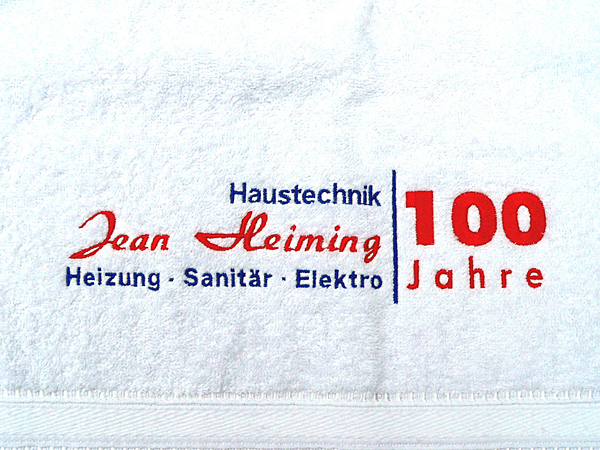 Haustechnik
Jean Heiming
Heizung · Sanitär · Elektro
100
Jahre